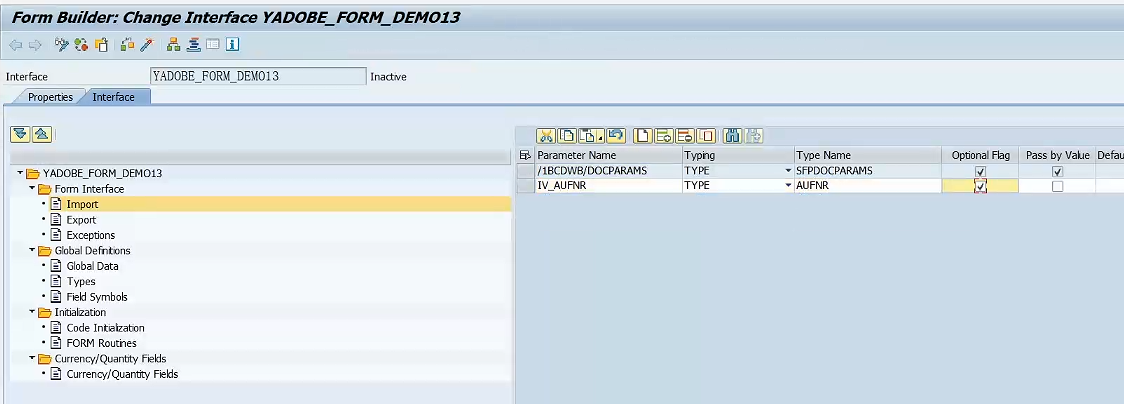 Form Builder: Change Interface YADOBE_FORM_DEMO13
Interface YADOBE_FORM_DEMO13 Inactive
Properties Interface
Parameter Name Typing Type Name Optional Flag Pass by Value Defau
/1BCDWB/DOCPARAMS TYPE SFPDOCPARAMS
IV_AUFNR TYPE AUFNR
YADOBE_FORM_DEMO13
Form Interface
Import
Export
Exceptions
Global Definitions
Global Data
Types
Field Symbols
Initialization
Code Initialization
FORM Routines
Currency/Quantity Fields
Currency/Quantity Fields